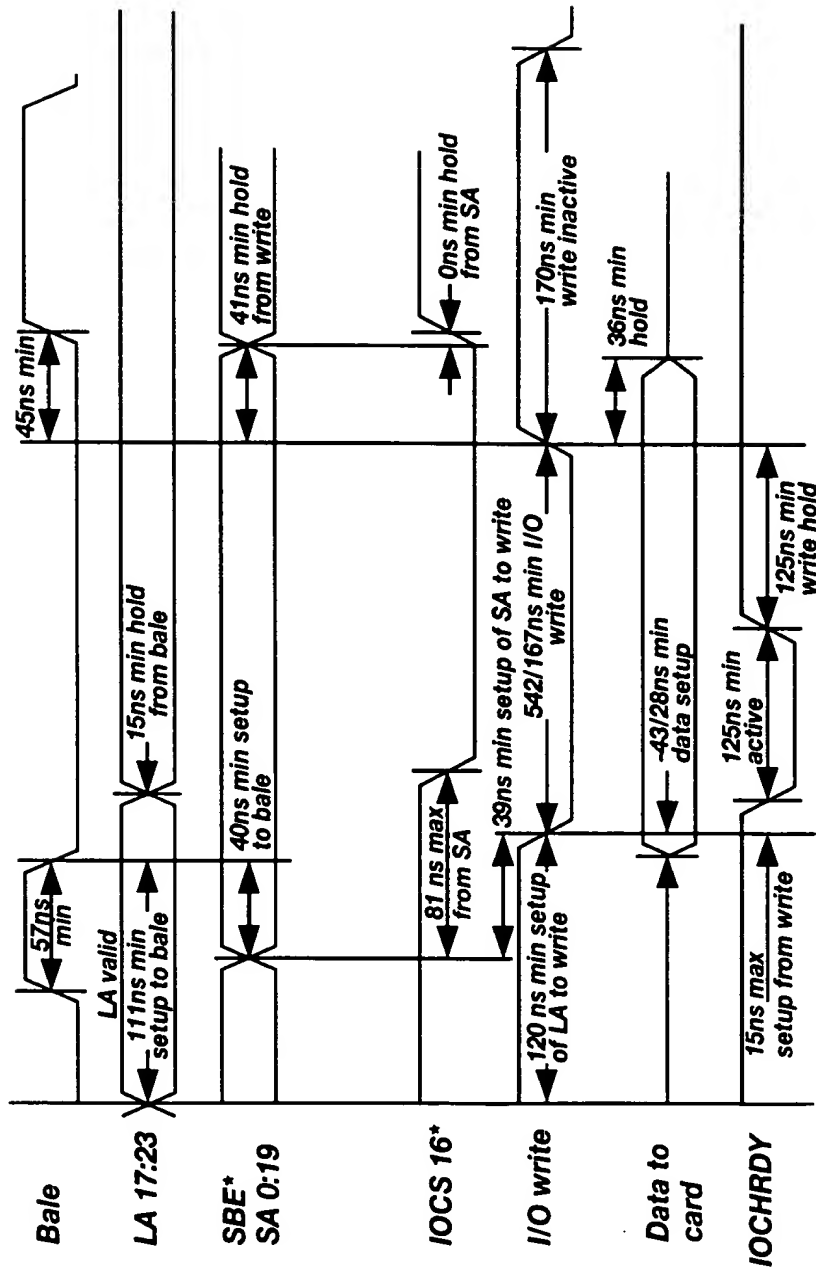 Bale
57ns
min
45ns min
LA 17:23
LA valid
111ns min
setup to bale
15ns min hold
from bale
SBE*
SA 0:19
40ns min setup
to bale
41ns min hold
from write
IOCS 16*
81 ns max
from SA
0ns min hold
from SA
I/O write
120 ns min setup
of LA to write
39ns min setup of SA to write
542/167ns min I/O
write
170ns min
write inactive
Data to
card
-43/28ns min
data setup
36ns min
hold
IOCHRDY
15ns max
setup from write
125ns min
active
125ns min
write hold